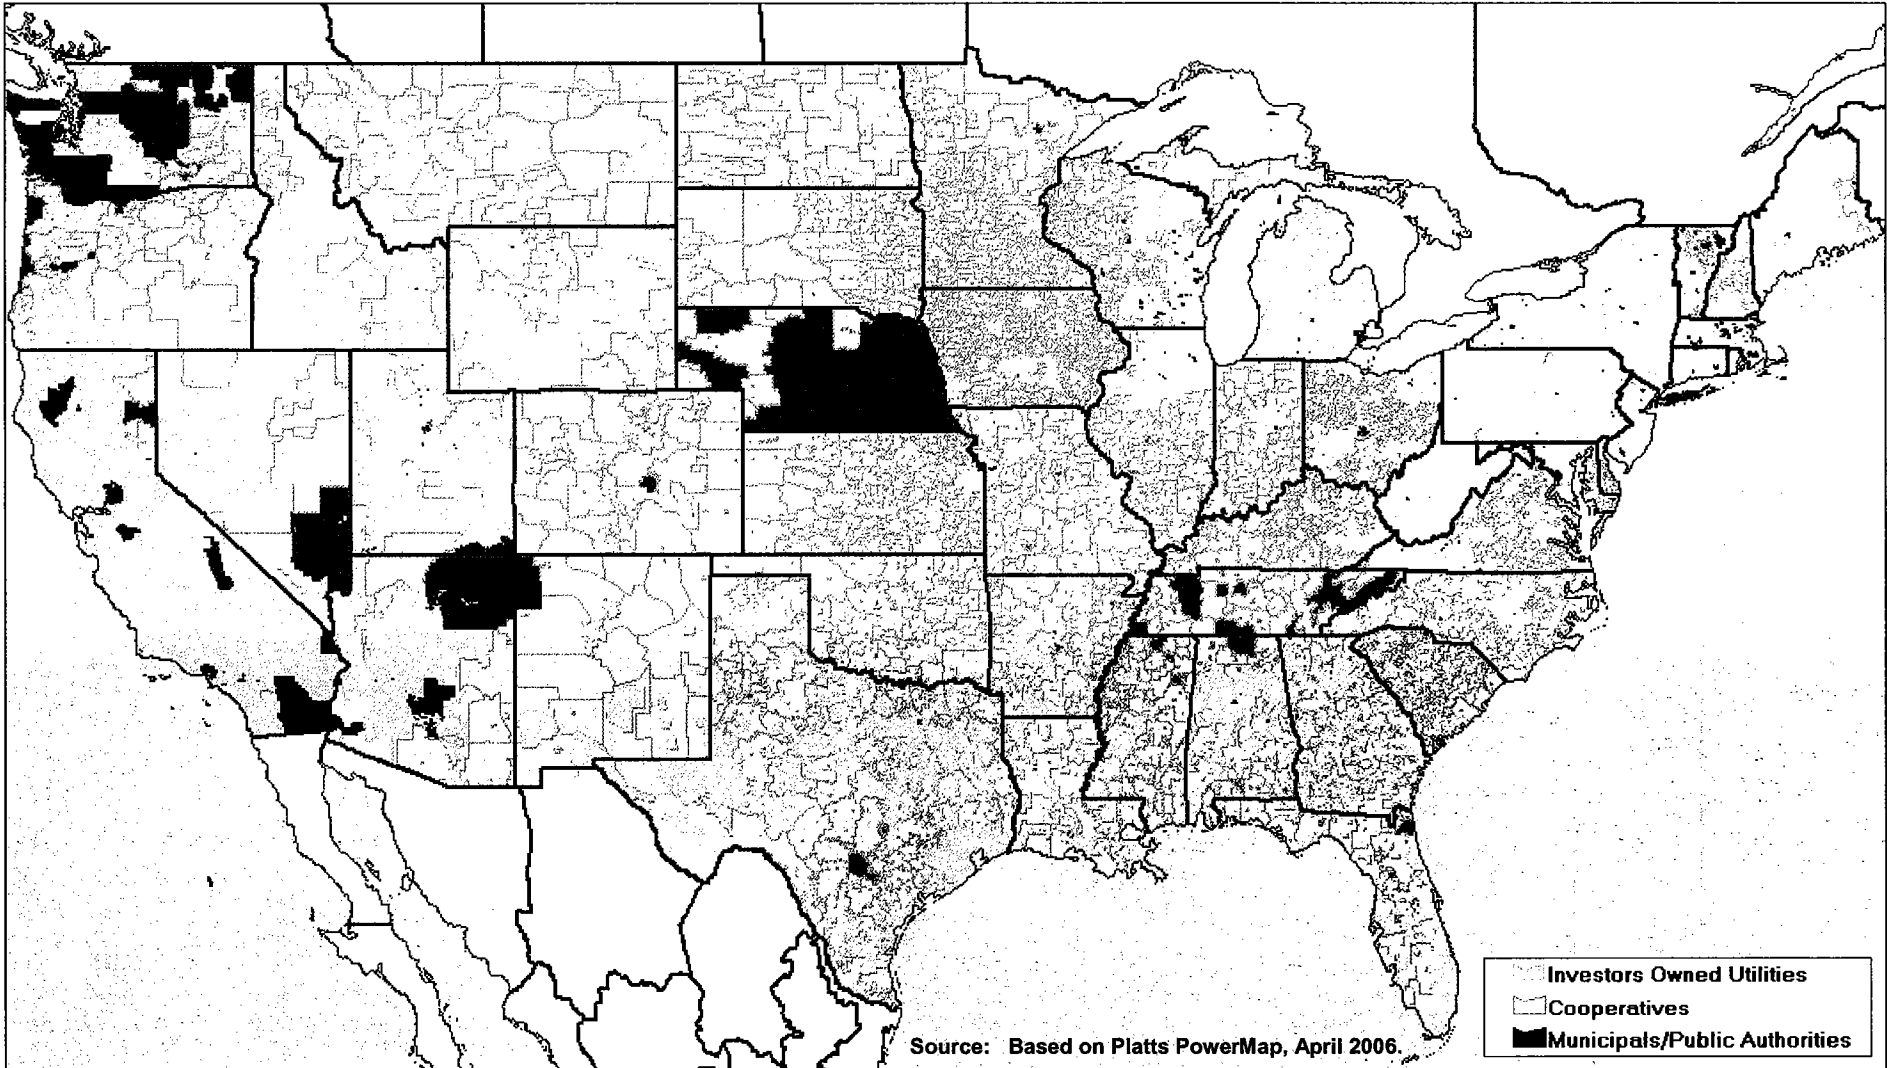 Investors Owned Utilities
Cooperatives
Municipals/Public Authorities
Source: Based on Platts PowerMap, April 2006.